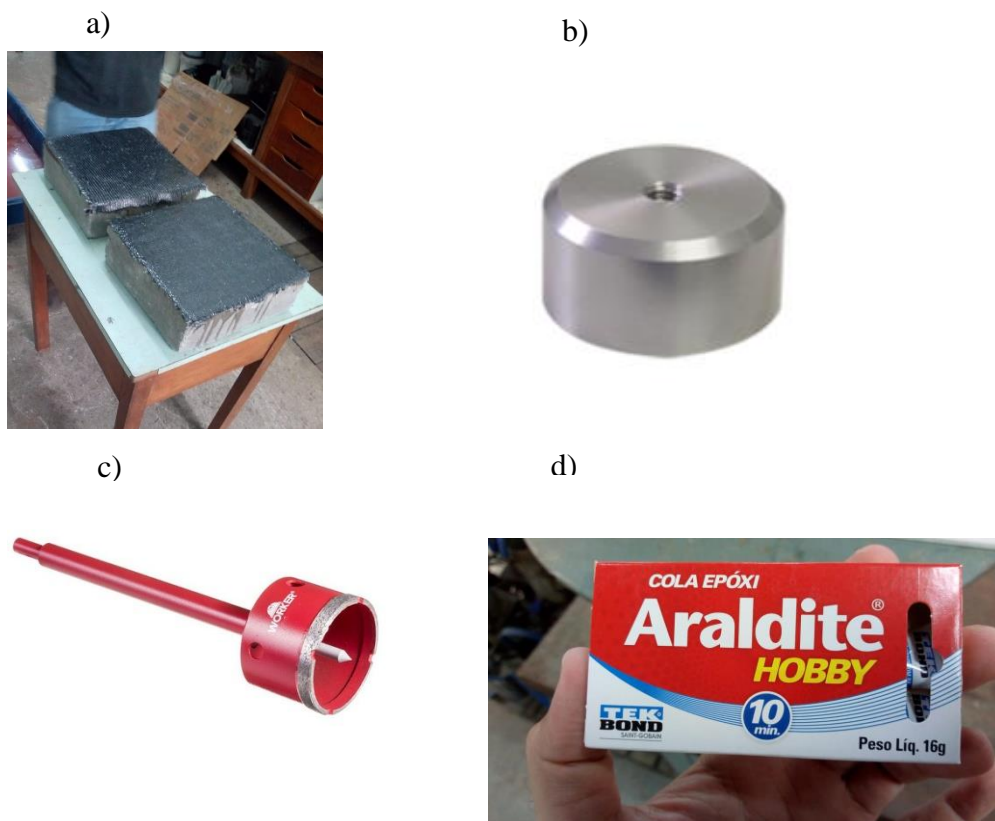 a)
b)
c)
d)
WORKER
COLA EPÓXI
Araldite®
HOBBY
10
min.
TEK
BOND
SAINT-GOBAIN
Peso Líq. 16g